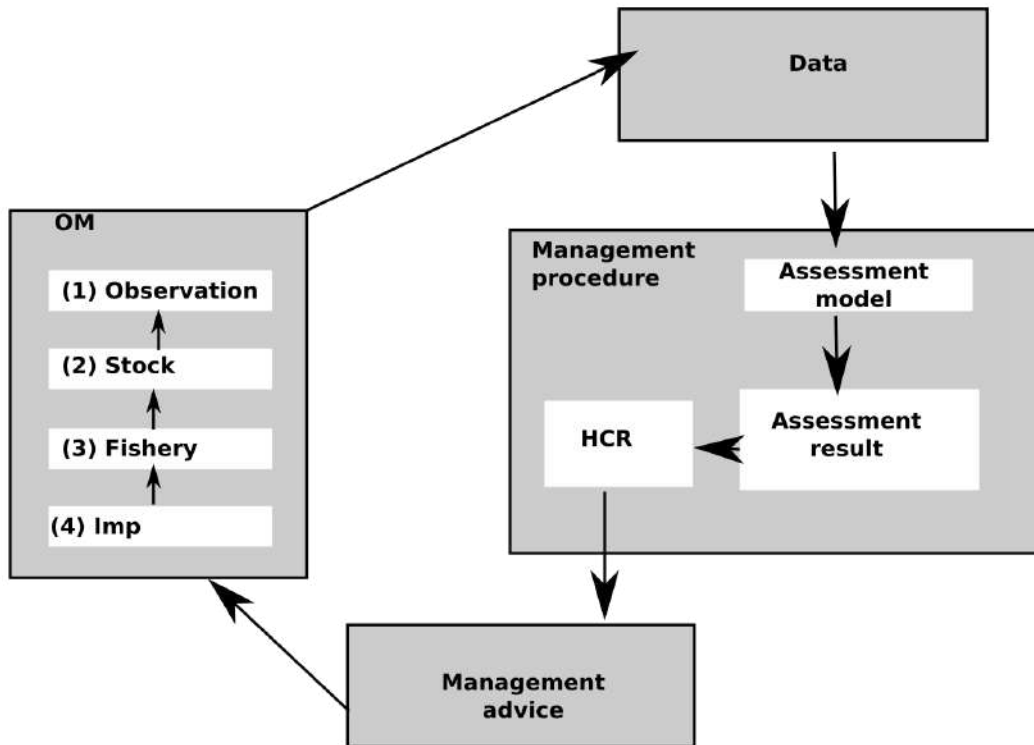 Data
OM
(1) Observation
(2) Stock
(3) Fishery
(4) Imp
Management
procedure
Assessment
model
Assessment
result
HCR
Management
advice